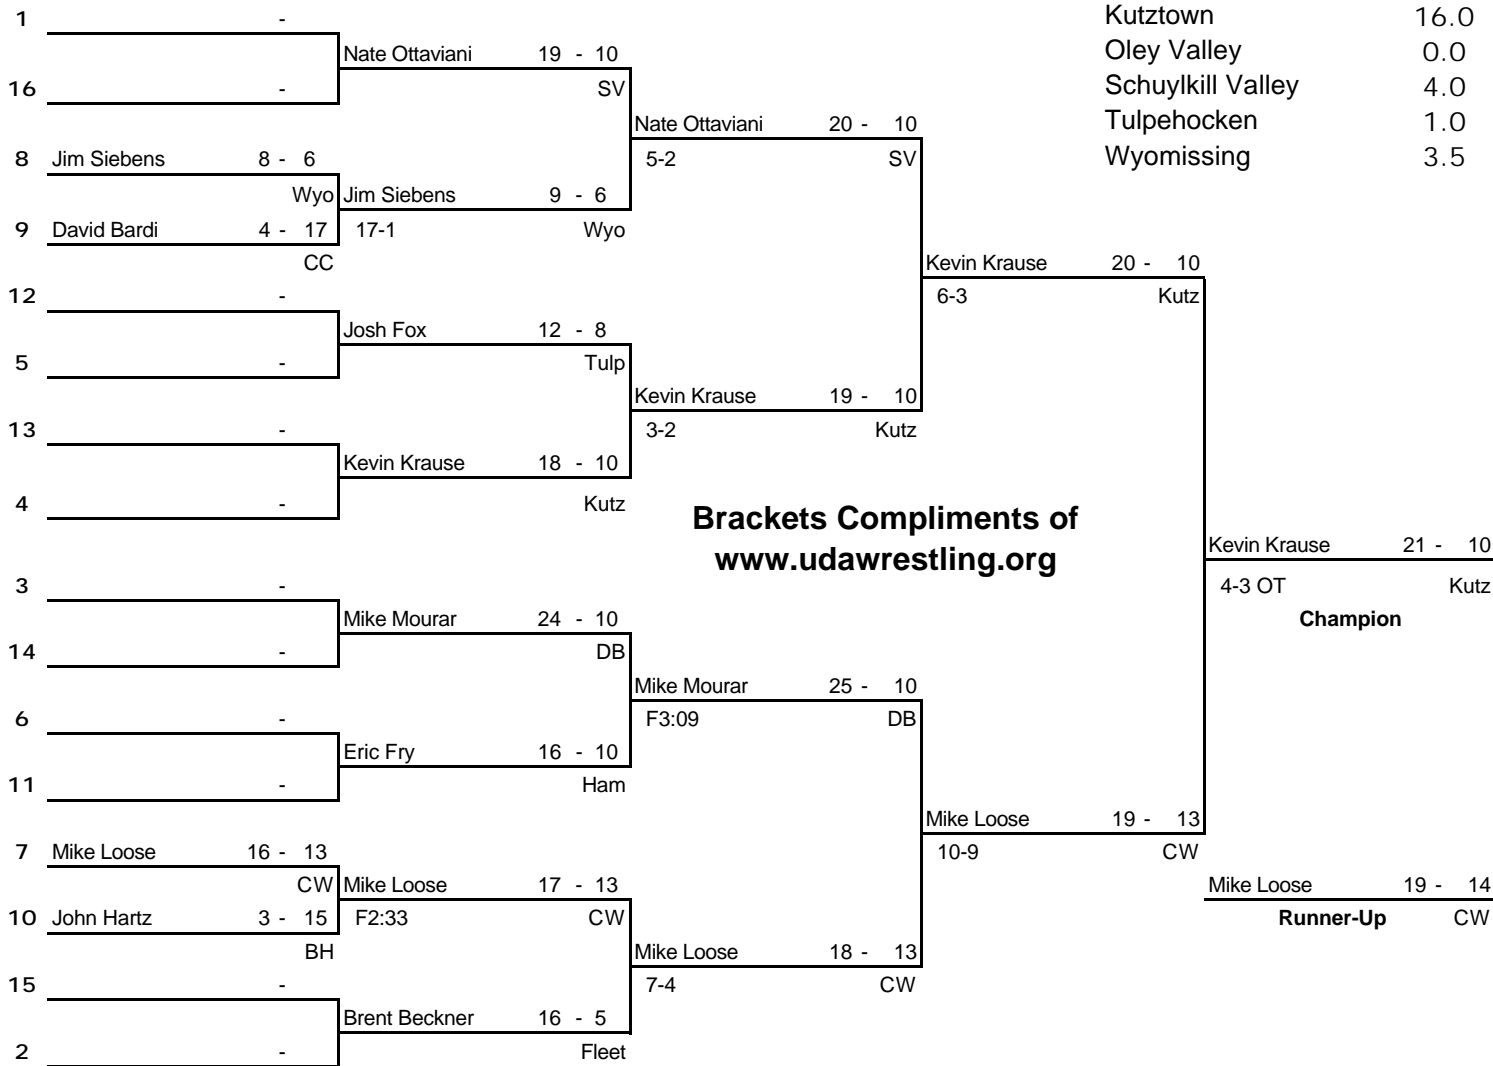 Kutztown 16.0
Oley Valley 0.0
Schuylkill Valley 4.0
Tulpehocken 1.0
Wyomissing 3.5
1 -
Nate Ottaviani 19 - 10
16 - SV
Nate Ottaviani 20 - 10
8 Jim Siebens 8 - 6
5-2 SV
Wyo Jim Siebens 9 - 6
9 David Bardi 4 - 17
17-1 Wyo
CC
Kevin Krause 20 - 10
12 -
6-3 Kutz
Josh Fox 12 - 8
5 - Tulp
Kevin Krause 19 - 10
13 -
3-2 Kutz
Kevin Krause 18 - 10
4 - Kutz
Brackets Compliments of
www.udawrestling.org
Kevin Krause 21 - 10
3 -
4-3 OT Kutz
Mike Mourar 24 - 10
Champion
14 - DB
Mike Mourar 25 - 10
6 -
F3:09 DB
Eric Fry 16 - 10
11 - Ham
Mike Loose 19 - 13
7 Mike Loose 16 - 13
10-9 CW
CW Mike Loose 17 - 13
Mike Loose 19 - 14
10 John Hartz 3 - 15
F2:33 CW
Runner-Up CW
BH
Mike Loose 18 - 13
15 -
7-4 CW
Brent Beckner 16 - 5
2 - Fleet